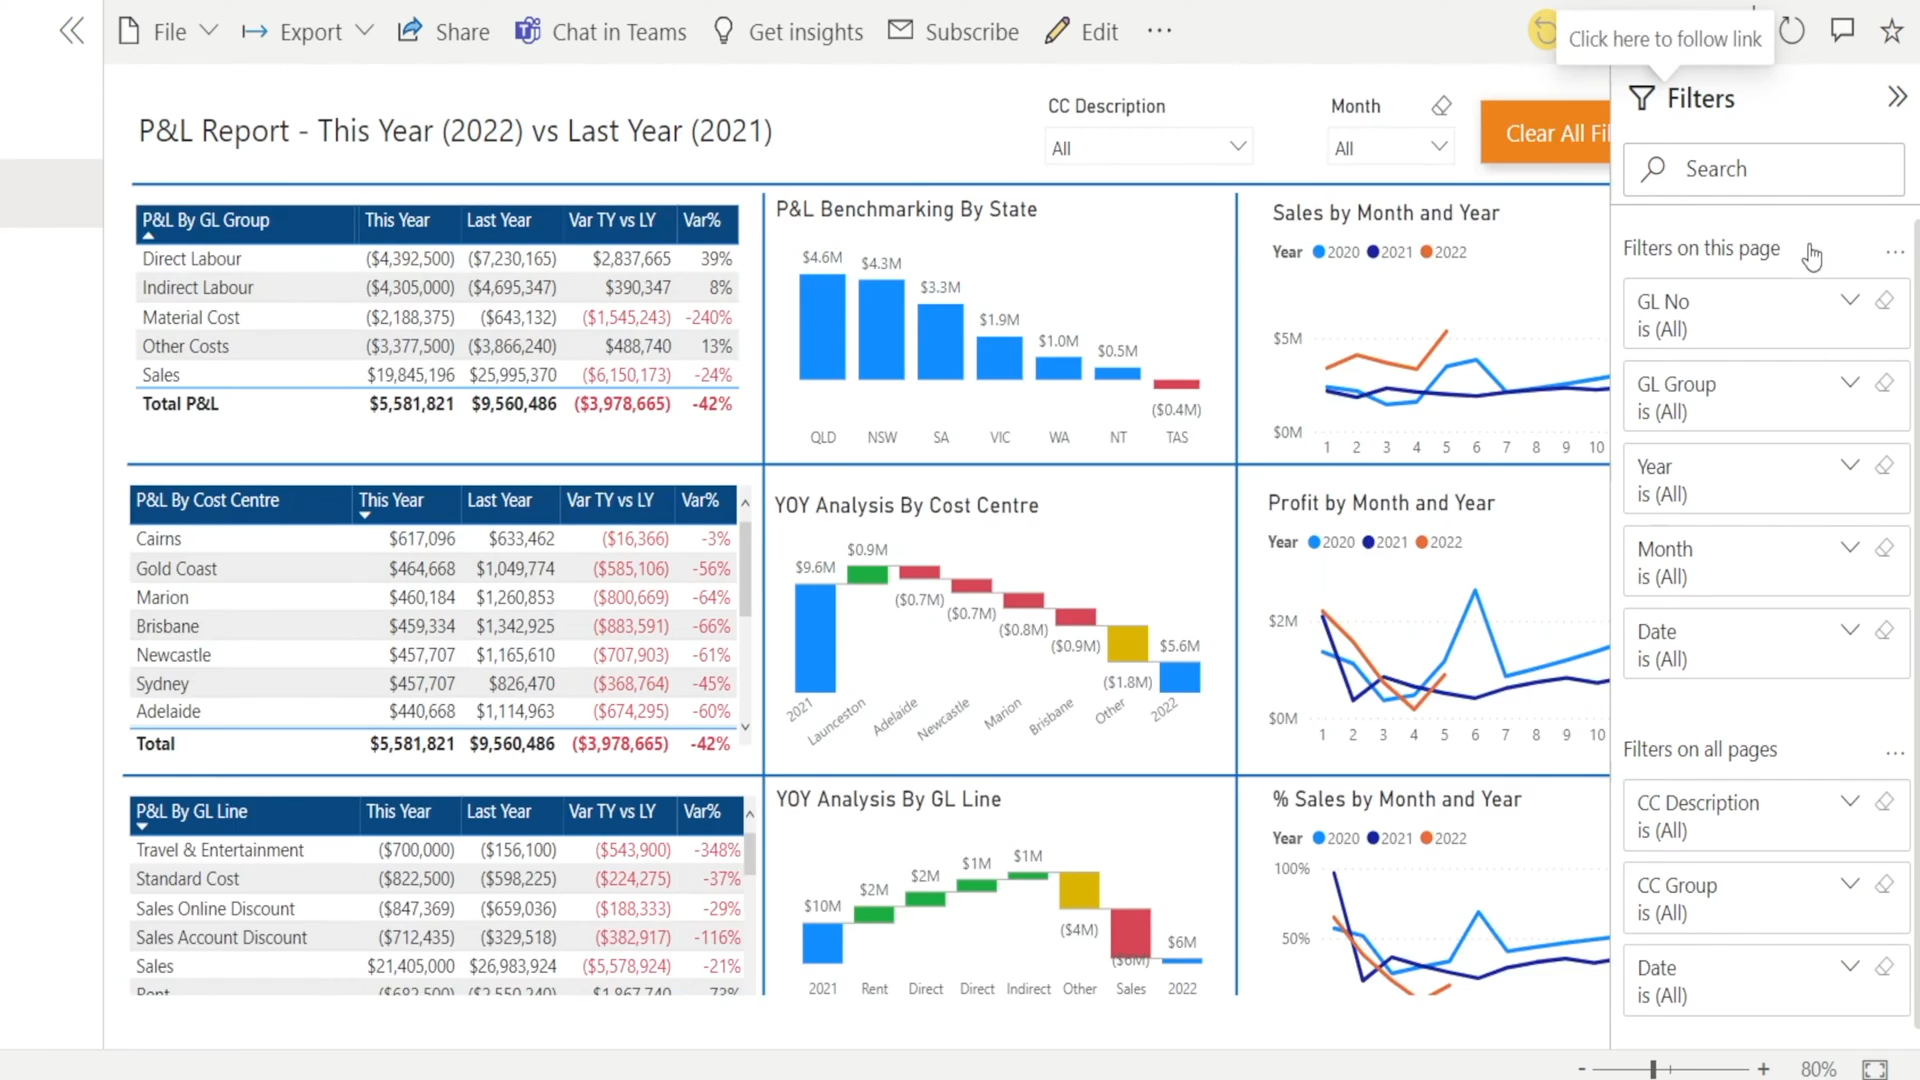 File Export Share Chat in Teams Get insights Subscribe Edit ...
Click here to follow link
P&L Report - This Year (2022) vs Last Year (2021)
CC Description
All
Month
All
Clear All Fil
P&L By GL Group This Year Last Year Var TY vs LY Var%
Direct Labour ($4,392,500) ($7,230,165) $2,837,665 39%
Indirect Labour ($4,305,000) ($4,695,347) $390,347 8%
Material Cost ($2,188,375) ($643,132) ($1,545,243) -240%
Other Costs ($3,377,500) ($3,866,240) $488,740 13%
Sales $19,845,196 $25,995,370 ($6,150,173) -24%
Total P&L $5,581,821 $9,560,486 ($3,978,665) -42%
P&L Benchmarking By State
$4.6M $4.3M $3.3M $1.9M $1.0M $0.5M ($0.4M)
QLD NSW SA VIC WA NT TAS
Sales by Month and Year
Year 2020 2021 2022
$5M
$0M
1 2 3 4 5 6 7 8 9 10
P&L By Cost Centre This Year Last Year Var TY vs LY Var%
Cairns $617,096 $633,462 ($16,366) -3%
Gold Coast $464,668 $1,049,774 ($585,106) -56%
Marion $460,184 $1,260,853 ($800,669) -64%
Brisbane $459,334 $1,342,925 ($883,591) -66%
Newcastle $457,707 $1,165,610 ($707,903) -61%
Sydney $457,707 $826,470 ($368,764) -45%
Adelaide $440,668 $1,114,963 ($674,295) -60%
Total $5,581,821 $9,560,486 ($3,978,665) -42%
YOY Analysis By Cost Centre
$9.6M $0.9M ($0.7M) ($0.7M) ($0.8M) ($0.9M) ($1.8M) $5.6M
2021 Launceston Adelaide Newcastle Marion Brisbane Other 2022
Profit by Month and Year
Year 2020 2021 2022
$2M
$0M
1 2 3 4 5 6 7 8 9 10
P&L By GL Line This Year Last Year Var TY vs LY Var%
Travel & Entertainment ($700,000) ($156,100) ($543,900) -348%
Standard Cost ($822,500) ($598,225) ($224,275) -37%
Sales Online Discount ($847,369) ($659,036) ($188,333) -29%
Sales Account Discount ($712,435) ($329,518) ($382,917) -116%
Sales $21,405,000 $26,983,924 ($5,578,924) -21%
Rent ($682,500) ($2,550,240) $1,867,740 73%
YOY Analysis By GL Line
$10M $2M $2M $1M $1M ($4M) ($6M) $6M
2021 Rent Direct Direct Indirect Other Sales 2022
% Sales by Month and Year
Year 2020 2021 2022
100%
50%
Filters
Search
Filters on this page ...
GL No
is (All)
GL Group
is (All)
Year
is (All)
Month
is (All)
Date
is (All)
Filters on all pages ...
CC Description
is (All)
CC Group
is (All)
Date
is (All)
- + 80%